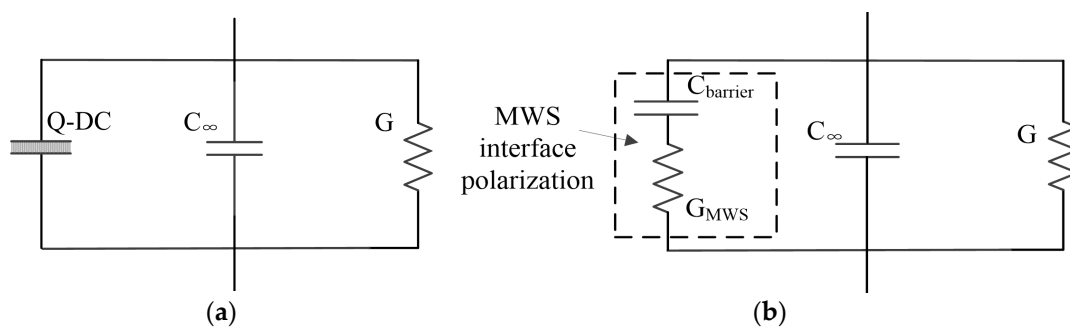 Q-DC
C∞
G
(a)
MWS
interface
polarization
Cbarrier
GMWS
C∞
G
(b)